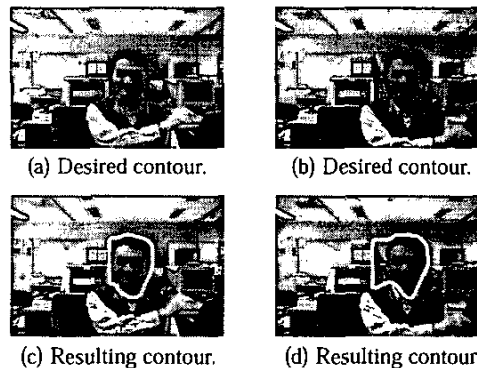 (a) Desired contour.
(b) Desired contour.
(c) Resulting contour.
(d) Resulting contour